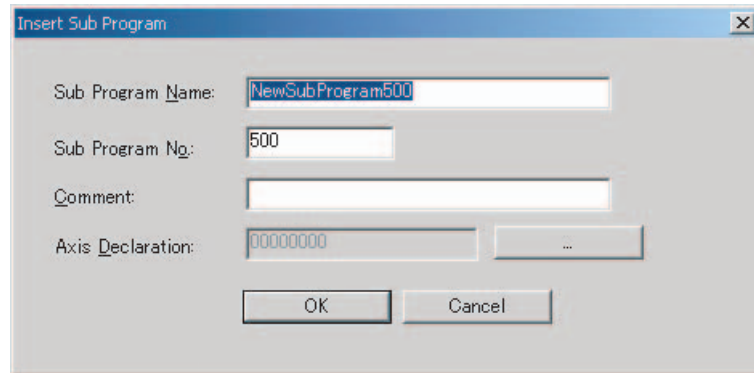 Insert Sub Program
Sub Program Name: NewSubProgram500
Sub Program No.: 500
Comment:
Axis Declaration: 00000000 ...
OK Cancel